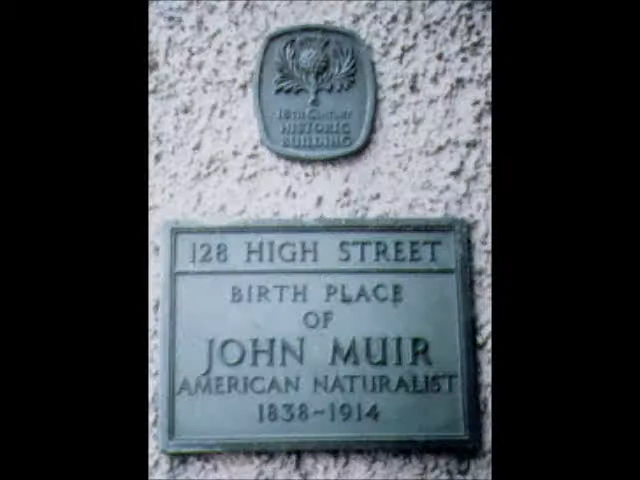 18TH CENTURY
HISTORIC
BUILDING
128 HIGH STREET
BIRTH PLACE
OF
JOHN MUIR
AMERICAN NATURALIST
1838-1914